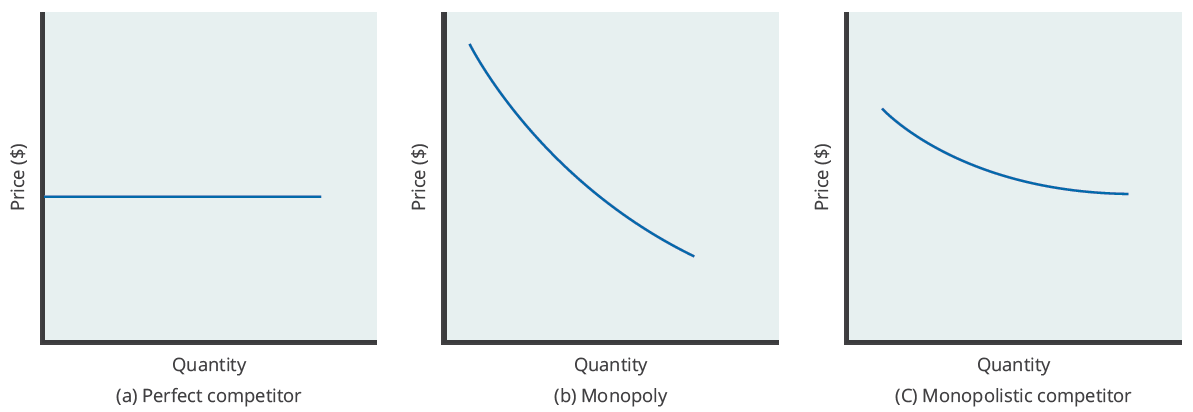 Price ($)
Quantity
(a) Perfect competitor
Price ($)
Quantity
(b) Monopoly
Price ($)
Quantity
(C) Monopolistic competitor